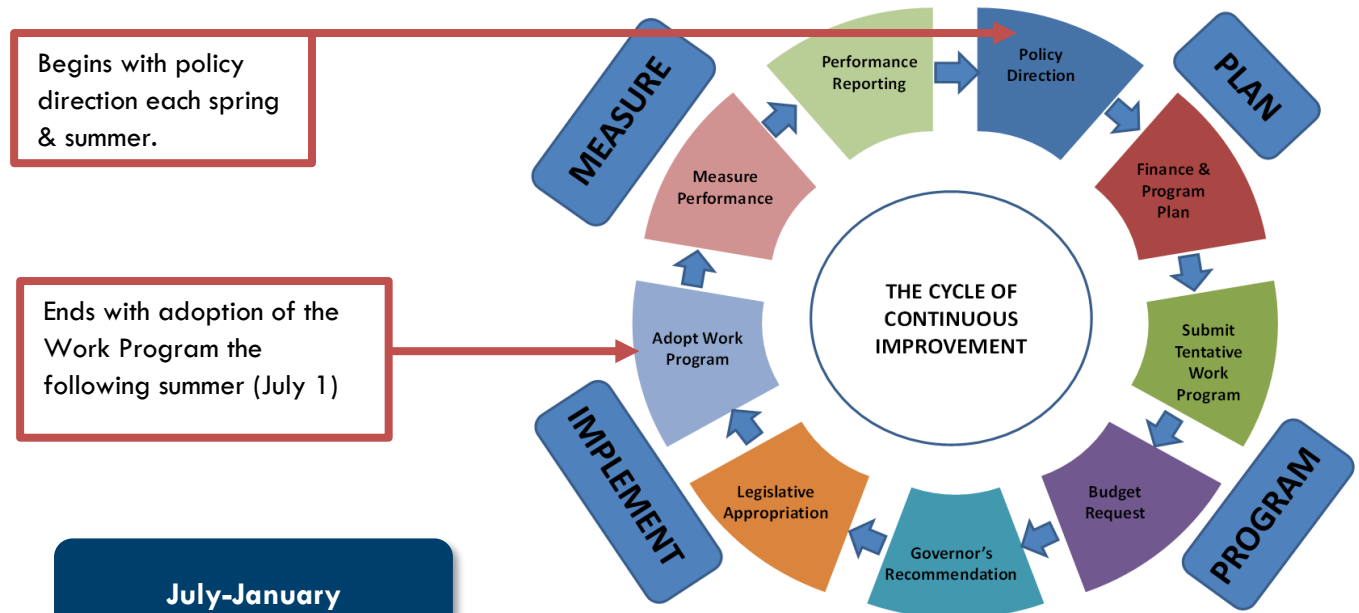 Begins with policy
direction each spring
& summer.
Ends with adoption of the
Work Program the
following summer (July 1)
July-January
MEASURE
PLAN
PROGRAM
IMPLEMENT
THE CYCLE OF
CONTINUOUS
IMPROVEMENT
Policy
Direction
Finance &
Program
Plan
Submit
Tentative
Work
Program
Budget
Request
Governor’s
Recommendation
Legislative
Appropriation
Adopt Work
Program
Measure
Performance
Performance
Reporting